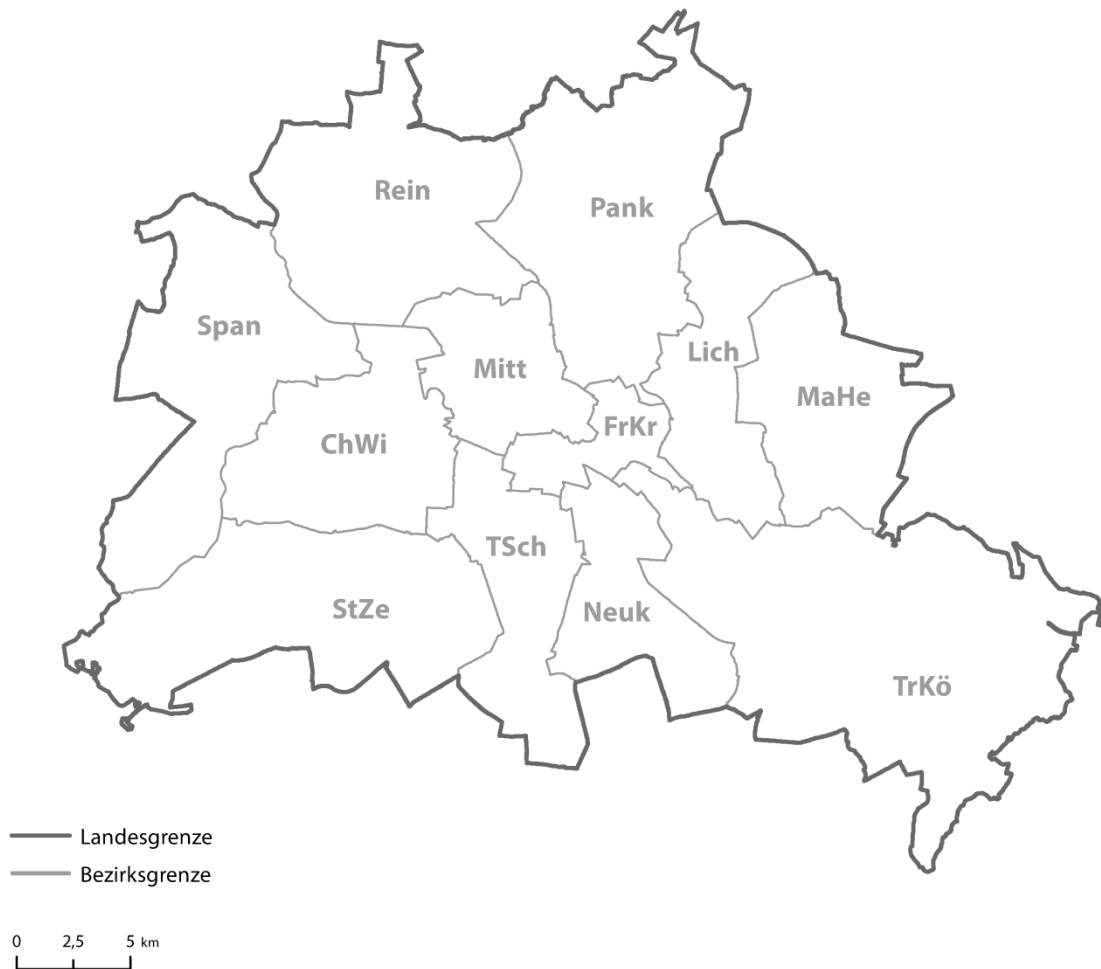 Rein
Pank
Span
Mitt
Lich
MaHe
FrKr
ChWi
TSch
StZe
Neuk
TrKö
Landesgrenze
Bezirksgrenze
0 2,5 5 km